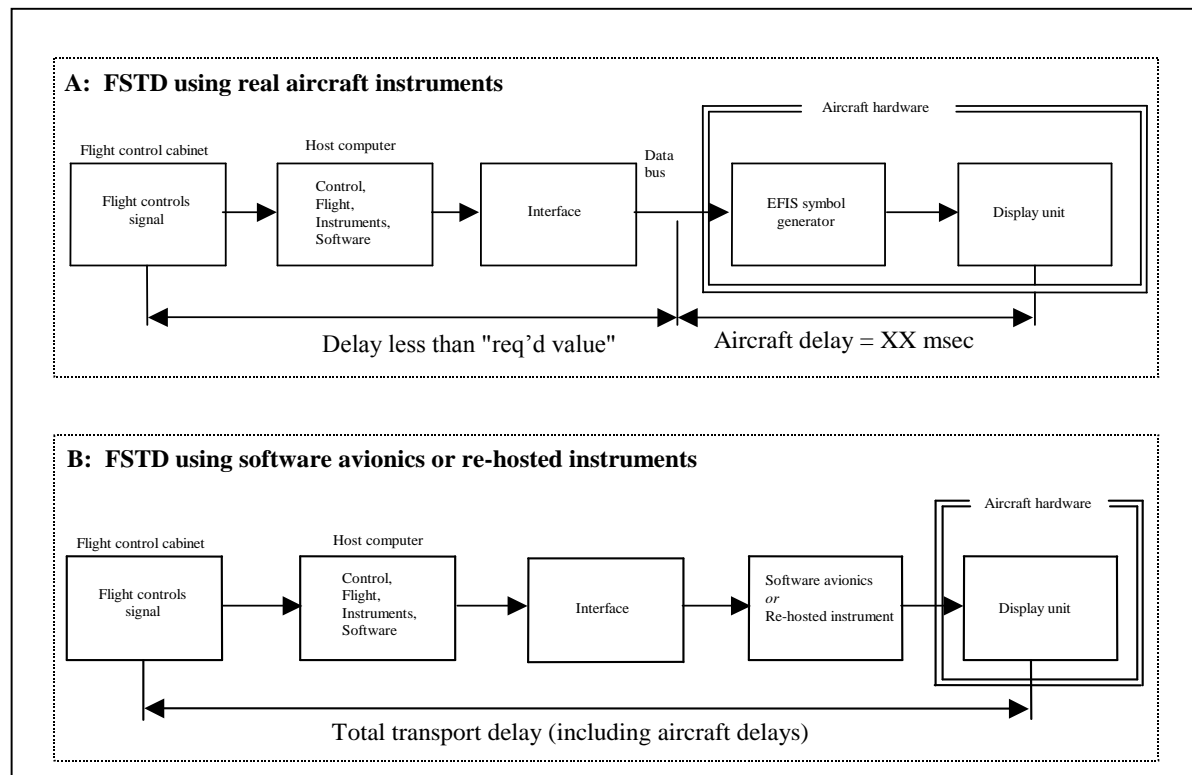 A: FSTD using real aircraft instruments
Aircraft hardware
Flight control cabinet
Host computer
Data
bus
Flight controls
signal
Control,
Flight,
Instruments,
Software
Interface
EFIS symbol
generator
Display unit
Delay less than "req’d value"
Aircraft delay = XX msec
B: FSTD using software avionics or re-hosted instruments
Aircraft hardware
Flight control cabinet
Host computer
Flight controls
signal
Control,
Flight,
Instruments,
Software
Interface
Software avionics
or
Re-hosted instrument
Display unit
Total transport delay (including aircraft delays)